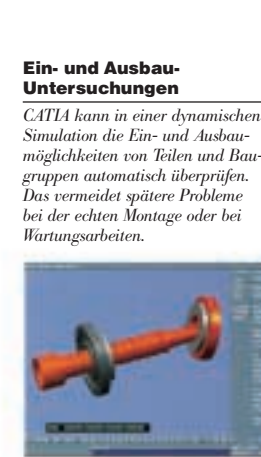 Ein- und Ausbau-
Untersuchungen
CATIA kann in einer dynamischen
Simulation die Ein- und Ausbau-
möglichkeiten von Teilen und Bau-
gruppen automatisch überprüfen.
Das vermeidet spätere Probleme
bei der echten Montage oder bei
Wartungsarbeiten.